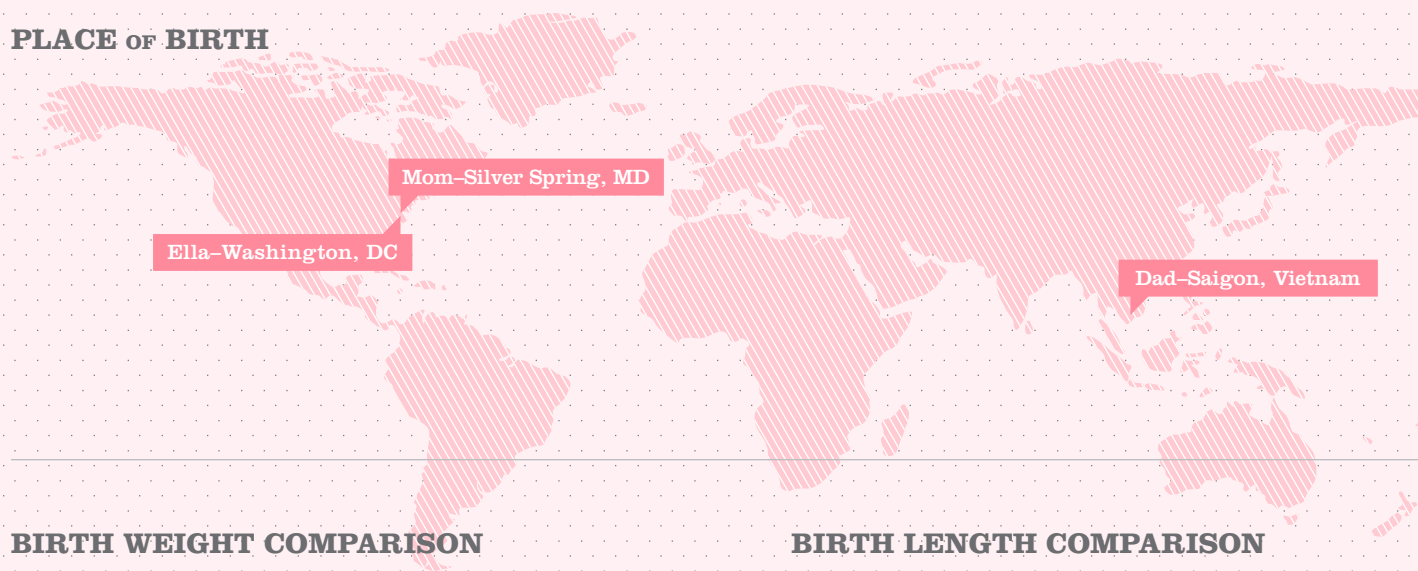 PLACE OF BIRTH
Mom–Silver Spring, MD
Ella–Washington, DC
Dad–Saigon, Vietnam
BIRTH WEIGHT COMPARISON
BIRTH LENGTH COMPARISON